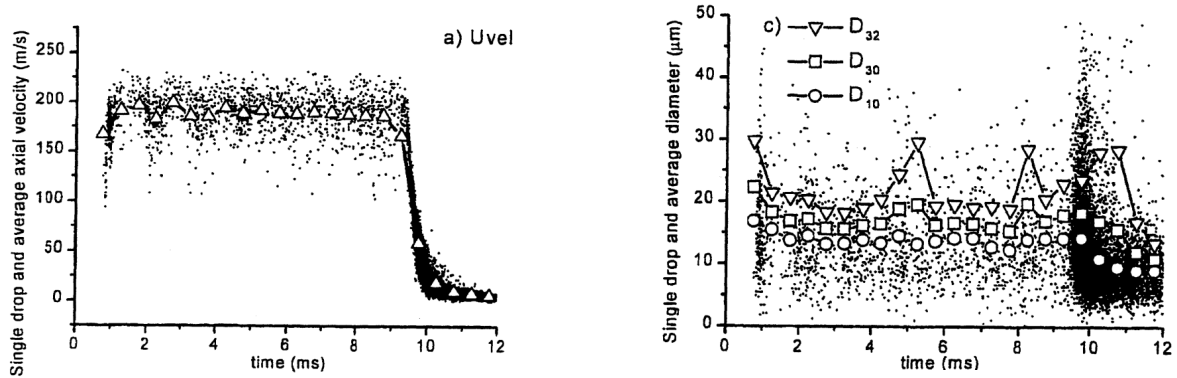 a) Uvel
Single drop and average axial velocity (m/s)
250
200
150
100
50
0
0 2 4 6 8 10 12
time (ms)
c) D32
D30
D10
Single drop and average diameter (µm)
50
40
30
20
10
0
0 2 4 6 8 10 12
time (ms)